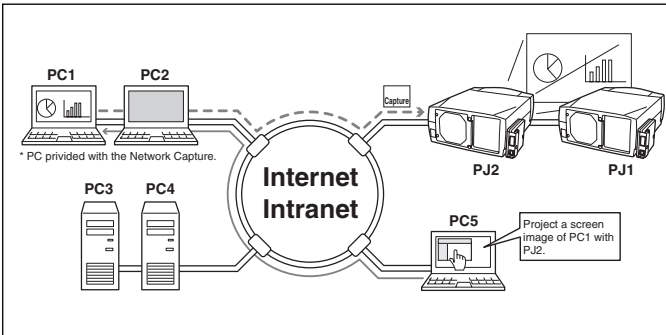 PC1
PC2
Capture
* PC privided with the Network Capture.
PJ2
PJ1
PC3
PC4
Internet
Intranet
PC5
Project a screen
image of PC1 with
PJ2.